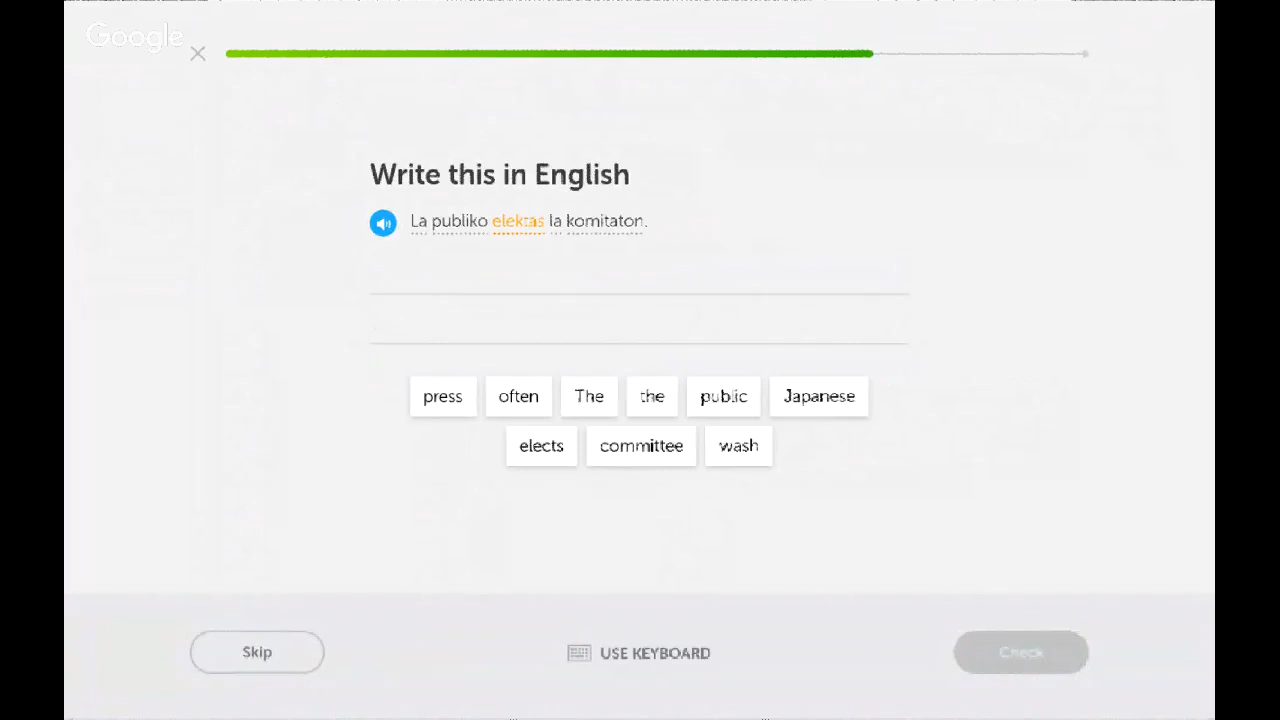 Google
Write this in English
La publiko elektas la komitaton.
press often The the public Japanese
elects committee wash
Skip USE KEYBOARD Check